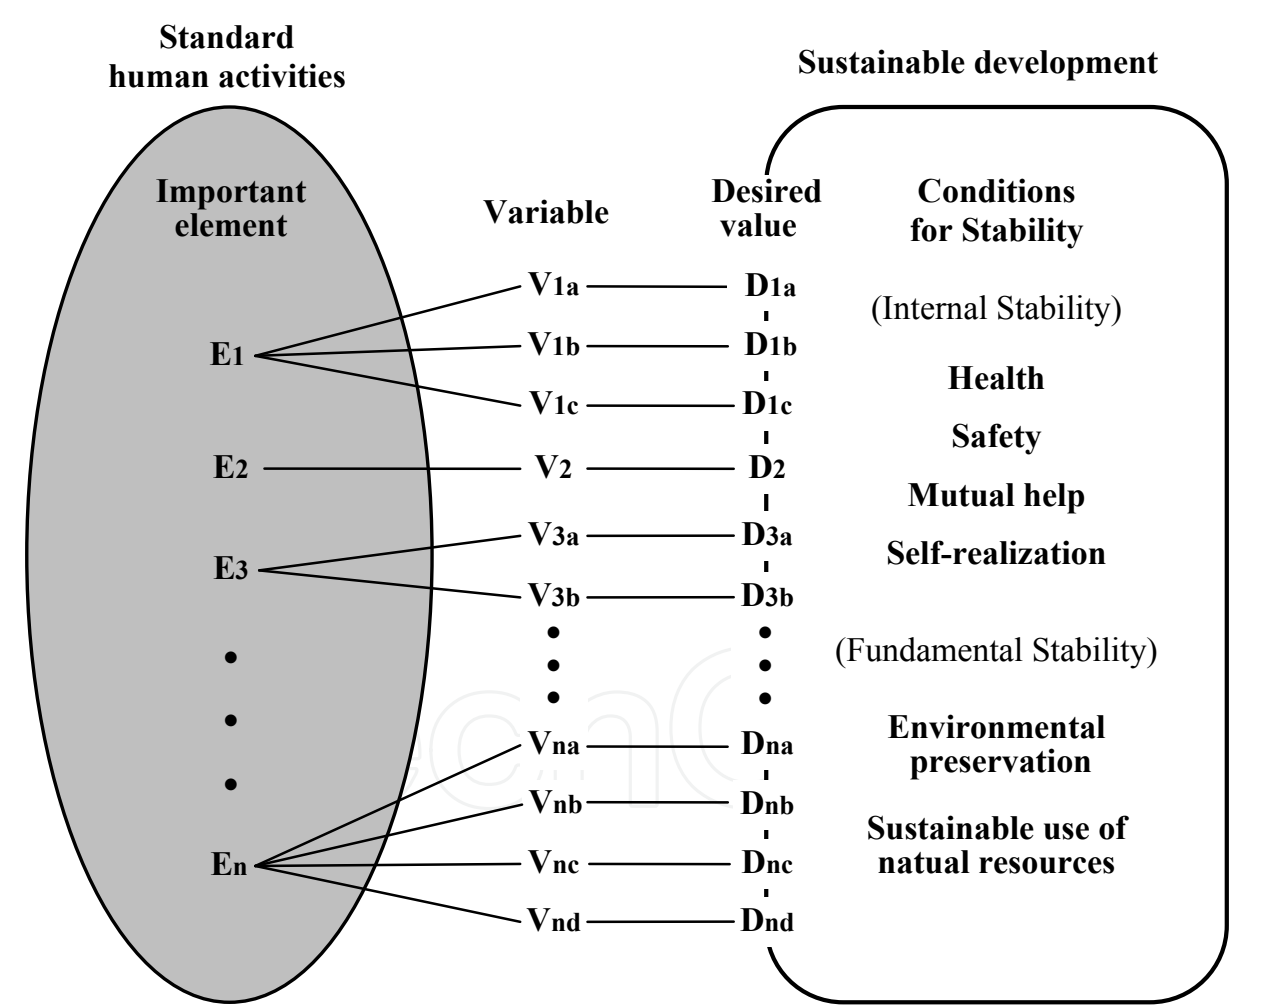 Standard
human activities
Sustainable development
Important
element
Variable
Desired
value
Conditions
for Stability
E1
E2
E3
En
V1a
V1b
V1c
V2
V3a
V3b
Vna
Vnb
Vnc
Vnd
D1a
D1b
D1c
D2
D3a
D3b
Dna
Dnb
Dnc
Dnd
(Internal Stability)
Health
Safety
Mutual help
Self-realization
(Fundamental Stability)
Environmental
preservation
Sustainable use of
natual resources